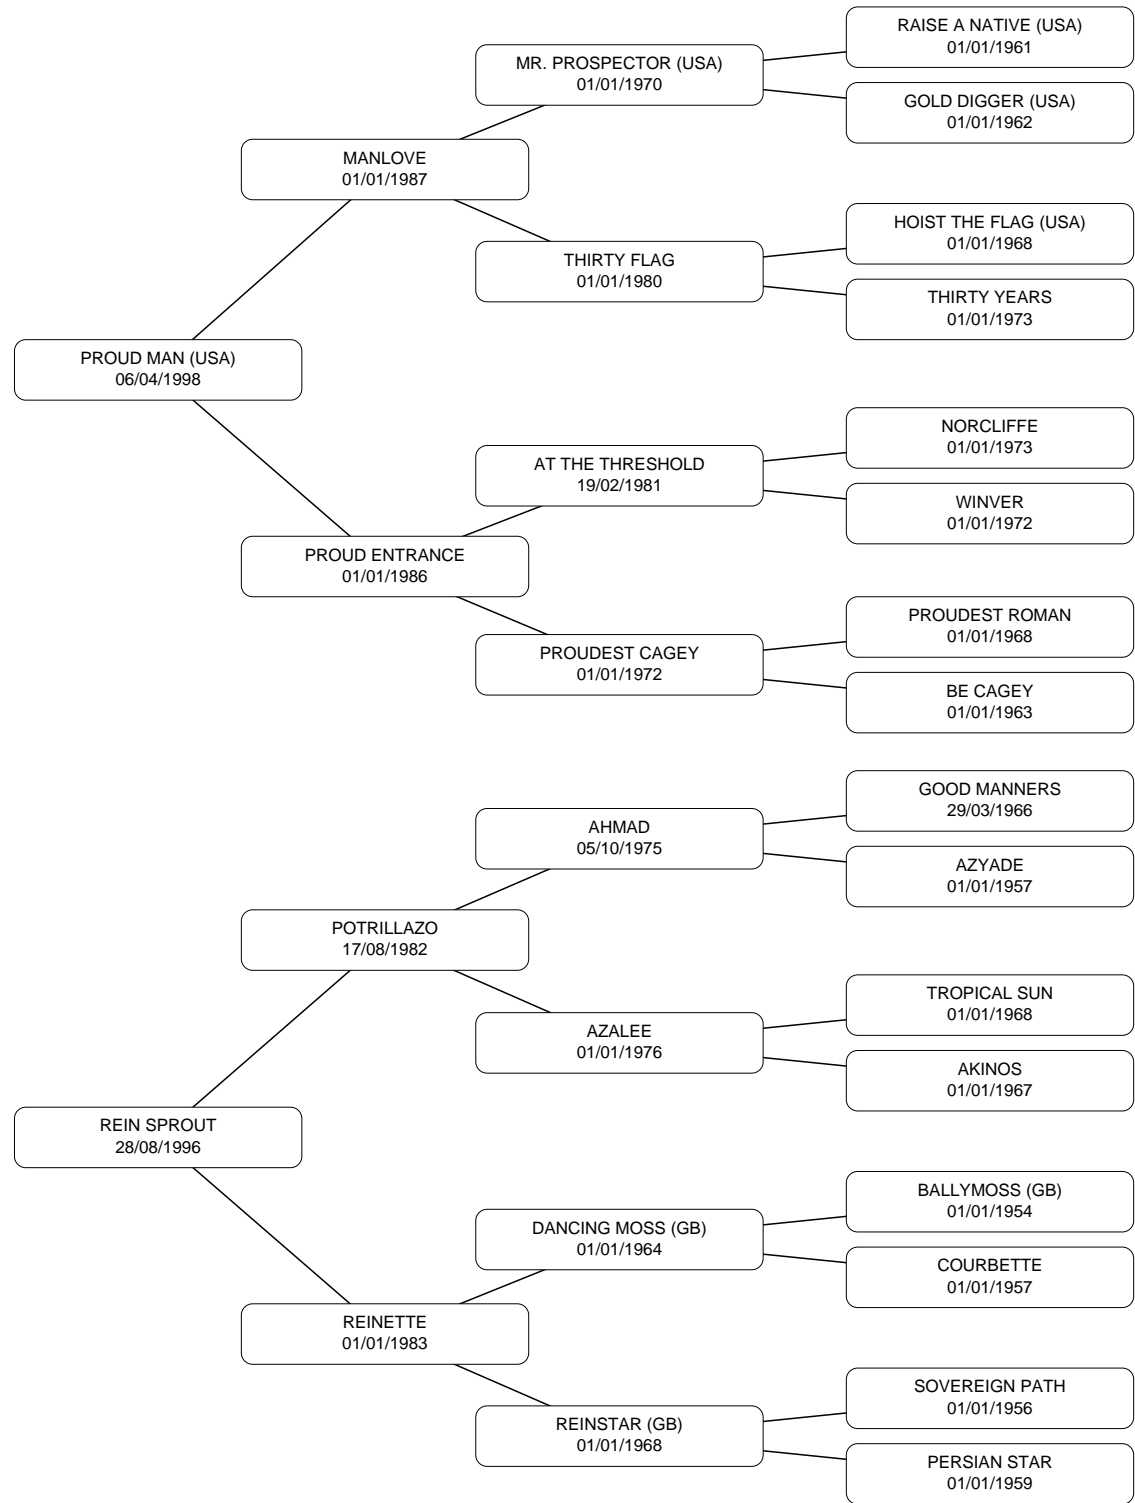 RAISE A NATIVE (USA)
01/01/1961
MR. PROSPECTOR (USA)
01/01/1970
GOLD DIGGER (USA)
01/01/1962
MANLOVE
01/01/1987
HOIST THE FLAG (USA)
01/01/1968
THIRTY FLAG
01/01/1980
THIRTY YEARS
01/01/1973
PROUD MAN (USA)
06/04/1998
NORCLIFFE
01/01/1973
AT THE THRESHOLD
19/02/1981
WINVER
01/01/1972
PROUD ENTRANCE
01/01/1986
PROUDEST ROMAN
01/01/1968
PROUDEST CAGEY
01/01/1972
BE CAGEY
01/01/1963
GOOD MANNERS
29/03/1966
AHMAD
05/10/1975
AZYADE
01/01/1957
POTRILLAZO
17/08/1982
TROPICAL SUN
01/01/1968
AZALEE
01/01/1976
AKINOS
01/01/1967
REIN SPROUT
28/08/1996
BALLYMOSS (GB)
01/01/1954
DANCING MOSS (GB)
01/01/1964
COURBETTE
01/01/1957
REINETTE
01/01/1983
SOVEREIGN PATH
01/01/1956
REINSTAR (GB)
01/01/1968
PERSIAN STAR
01/01/1959